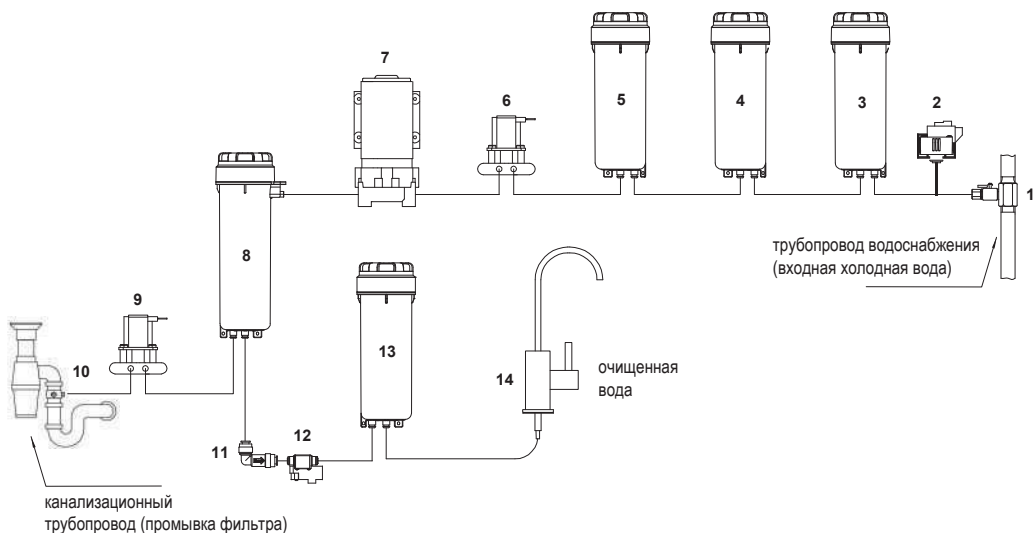 7
6
5
4
3
2
1
трубопровод водоснабжения
(входная холодная вода)
8
9
10
13
14
очищенная
вода
11
12
канализационный
трубопровод (промывка фильтра)